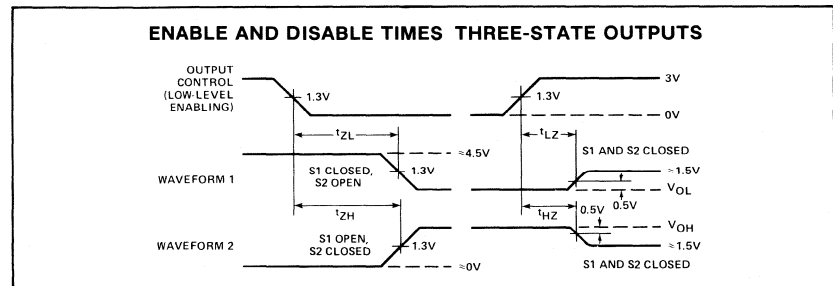 ENABLE AND DISABLE TIMES THREE-STATE OUTPUTS
OUTPUT
CONTROL
(LOW-LEVEL
ENABLING)
1.3V
1.3V
3V
0V
tZL
tLZ
S1 AND S2 CLOSED
≈4.5V
WAVEFORM 1
S1 CLOSED,
S2 OPEN
1.3V
≈1.5V
VOL
0.5V
tZH
tHZ
0.5V
VOH
WAVEFORM 2
S1 OPEN,
S2 CLOSED
1.3V
≈1.5V
≈0V
S1 AND S2 CLOSED